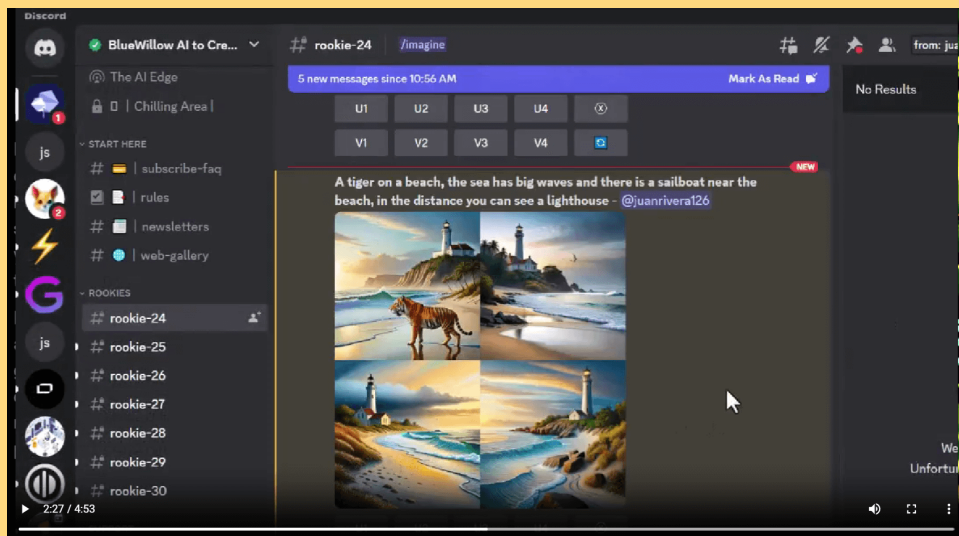 Discord
BlueWillow AI to Cre...
rookie-24
/imagine
from: jua
The AI Edge
Chilling Area |
START HERE
| subscribe-faq
| rules
| newsletters
| web-gallery
ROOKIES
rookie-24
rookie-25
rookie-26
rookie-27
rookie-28
rookie-29
rookie-30
js
js
1
2
5 new messages since 10:56 AM
Mark As Read
U1 U2 U3 U4
V1 V2 V3 V4
NEW
A tiger on a beach, the sea has big waves and there is a sailboat near the
beach, in the distance you can see a lighthouse - @juanrivera126
No Results
We
Unfortu
2:27 / 4:53